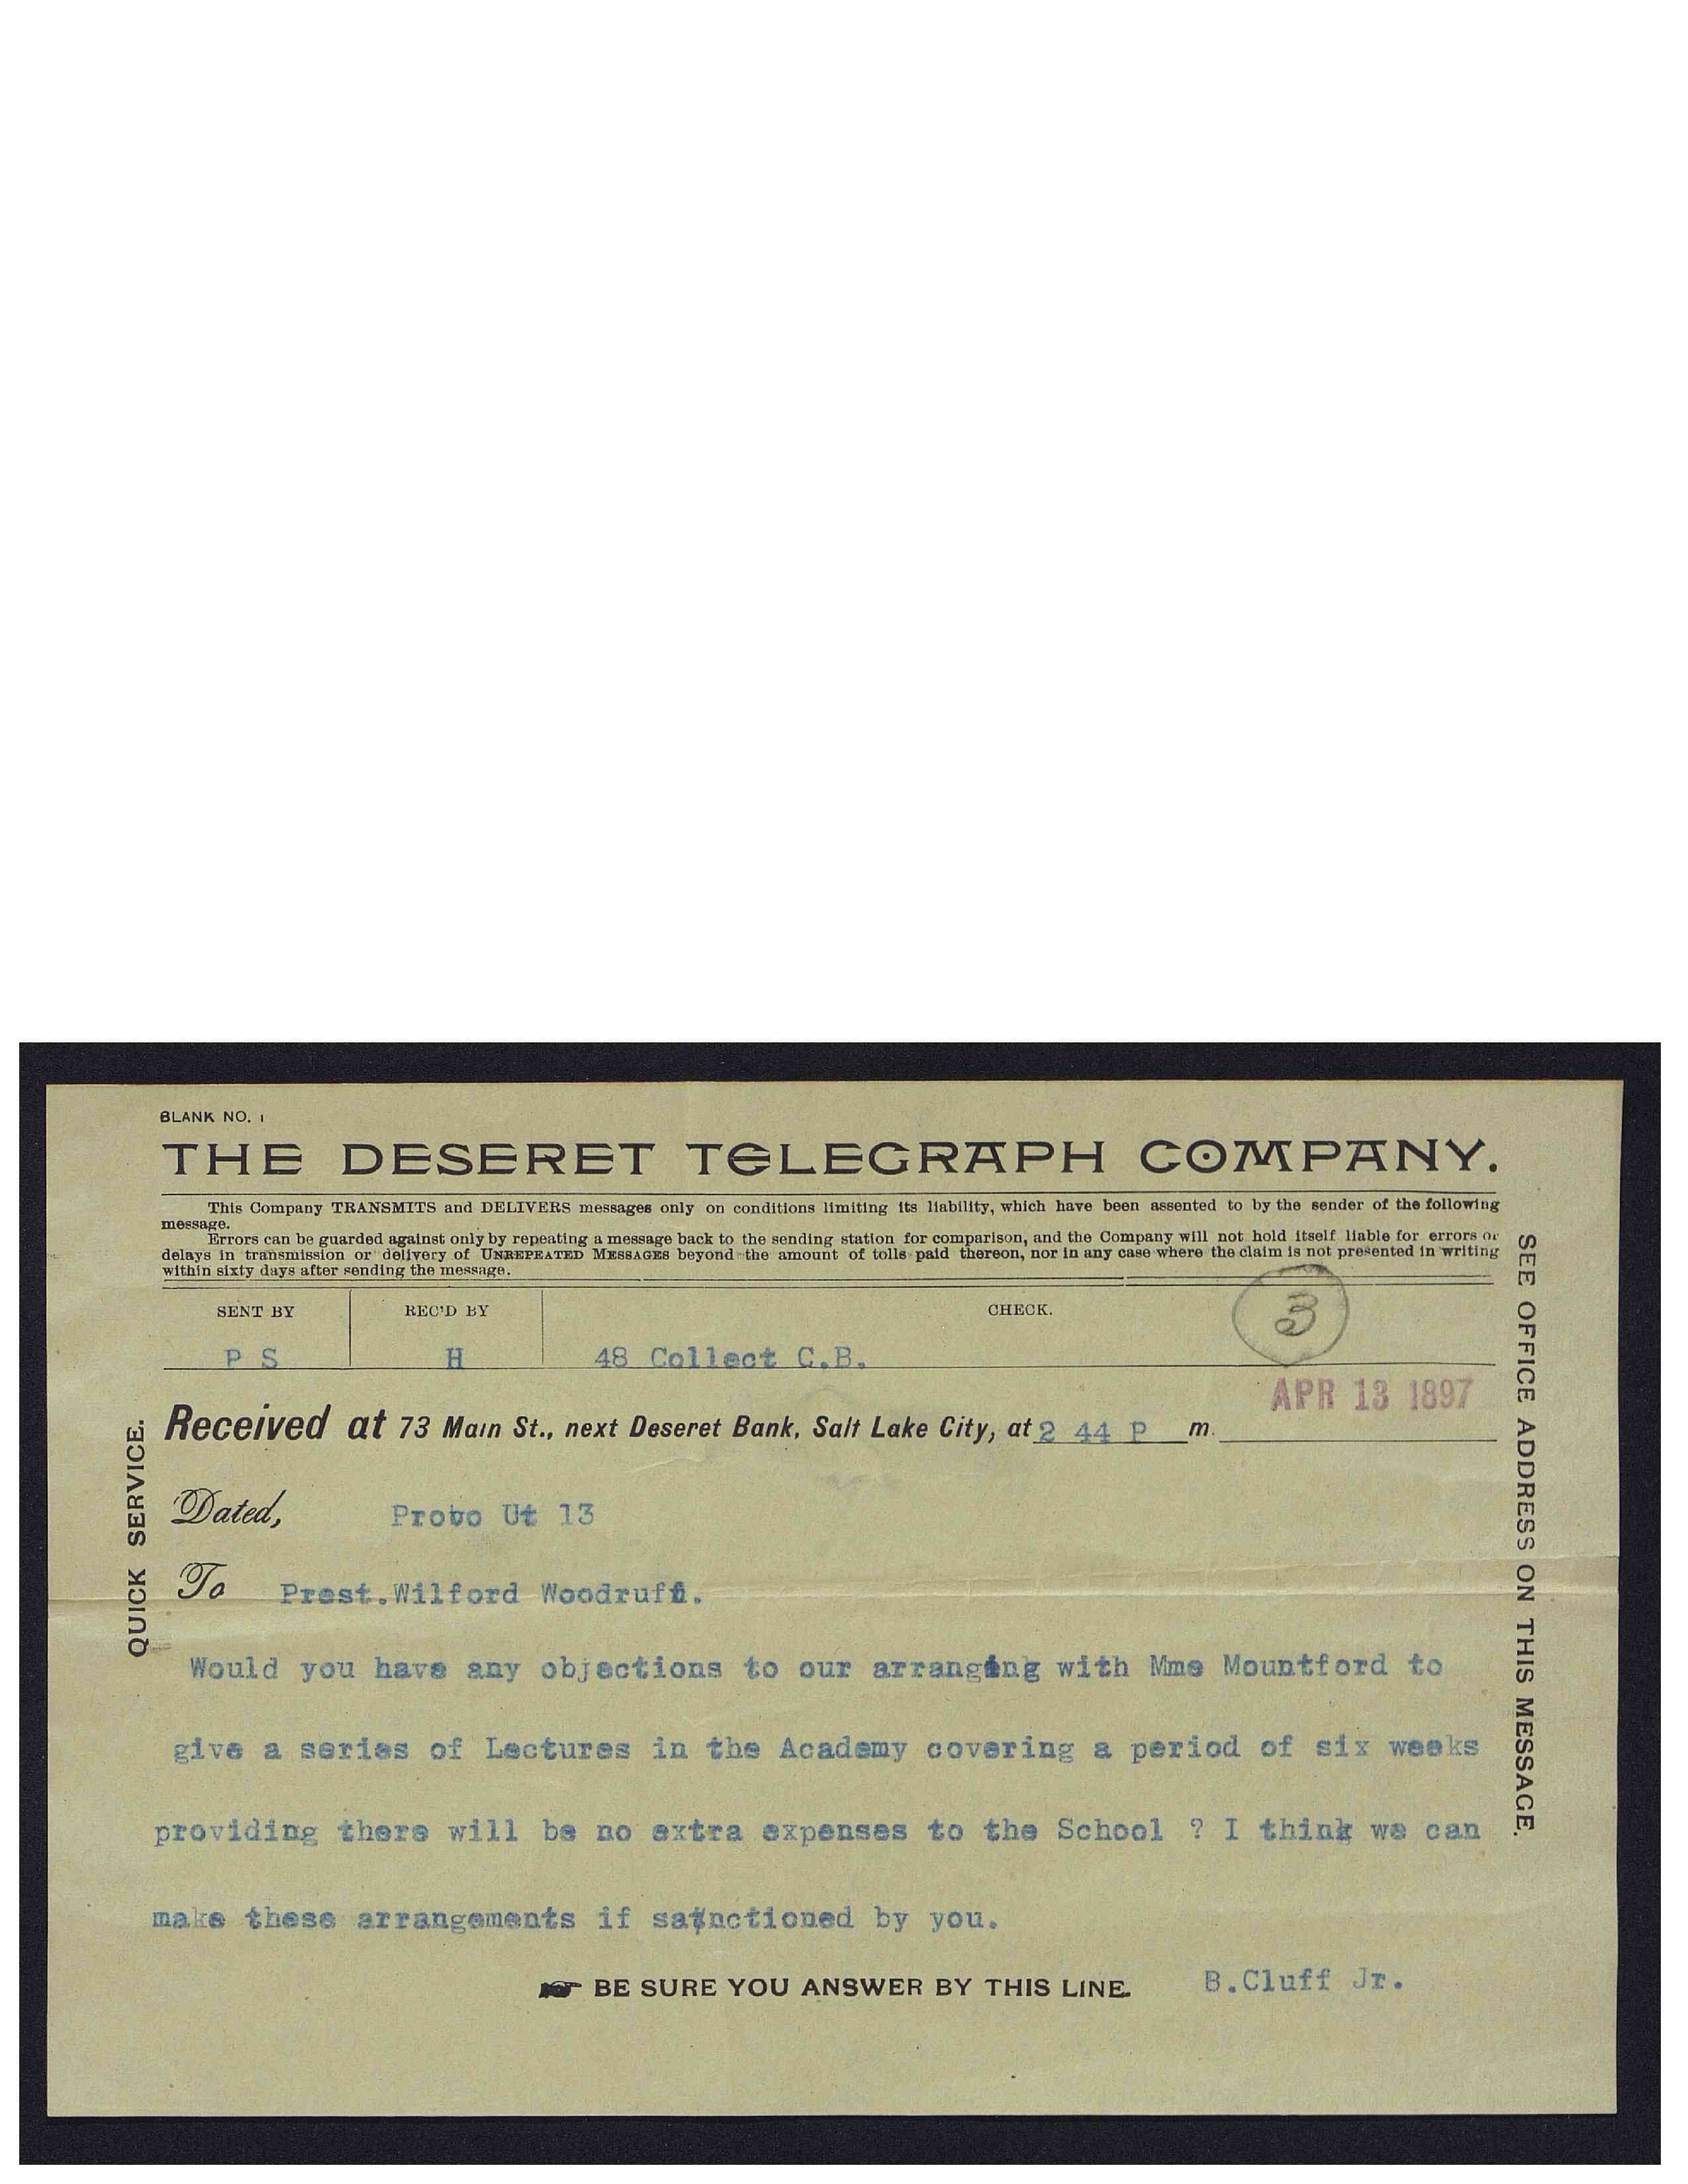 BLANK NO. 1
THE DESERET TELEGRAPH COMPANY.
This Company TRANSMITS and DELIVERS messages only on conditions limiting its liability, which have been assented to by the sender of the following
message.
Errors can be guarded against only by repeating a message back to the sending station for comparison, and the Company will not hold itself liable for errors or
delays in transmission or delivery of UNREPEATED MESSAGES beyond the amount of tolls paid thereon, nor in any case where the claim is not presented in writing
within sixty days after sending the message.
SENT BY REC'D BY CHECK.
3
P S H 48 Collect C.B.
APR 13 1897
Received at 73 Main St., next Deseret Bank, Salt Lake City, at 2 44 P m.
Dated, Provo Ut 13
To Prest.Wilford Woodruff.
Would you have any objections to our arranging with Mme Mountford to
give a series of Lectures in the Academy covering a period of six weeks
providing there will be no extra expenses to the School ? I think we can
make these arrangements if sanctioned by you.
BE SURE YOU ANSWER BY THIS LINE. B.Cluff Jr.
QUICK SERVICE.
SEE OFFICE ADDRESS ON THIS MESSAGE.